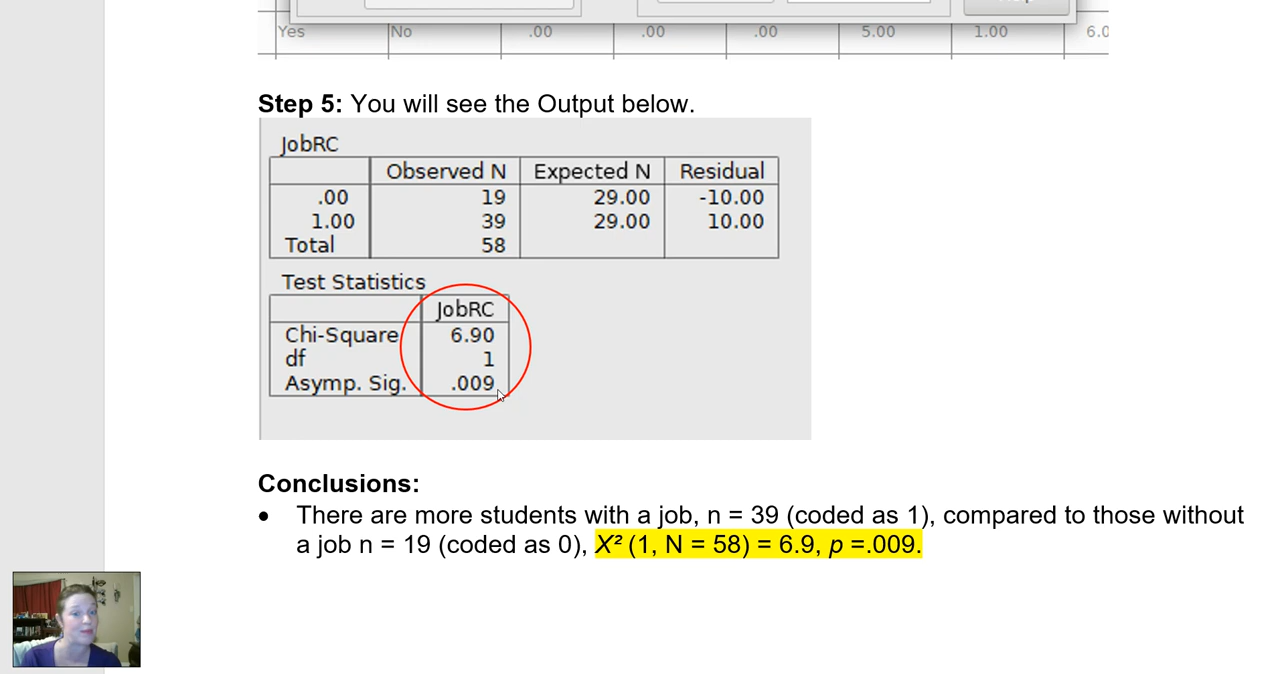 Yes No .00 .00 .00 5.00 1.00
Step 5: You will see the Output below.
JobRC
Observed N Expected N Residual
.00 19 29.00 -10.00
1.00 39 29.00 10.00
Total 58
Test Statistics
JobRC
Chi-Square 6.90
df 1
Asymp. Sig. .009
Conclusions:
• There are more students with a job, n = 39 (coded as 1), compared to those without
a job n = 19 (coded as 0), X² (1, N = 58) = 6.9, p =.009.